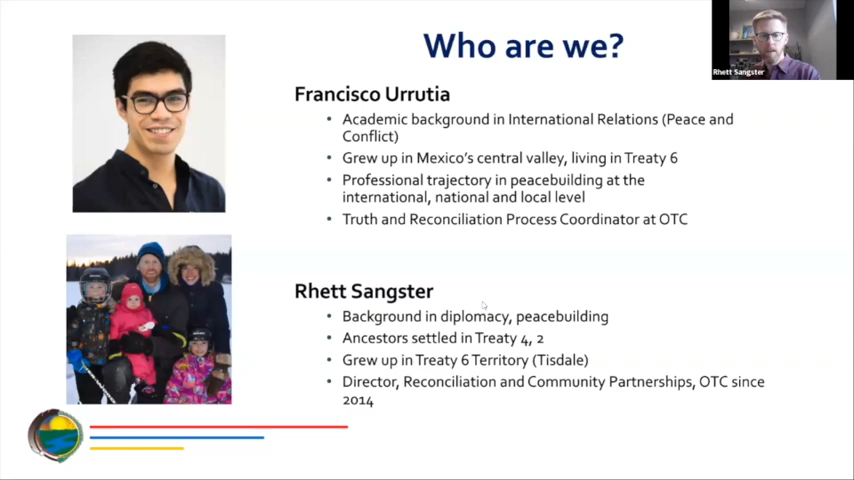 Who are we?
Rhett Sangster
Francisco Urrutia
• Academic background in International Relations (Peace and
Conflict)
• Grew up in Mexico's central valley, living in Treaty 6
• Professional trajectory in peacebuilding at the
international, national and local level
• Truth and Reconciliation Process Coordinator at OTC
Rhett Sangster
• Background in diplomacy, peacebuilding
• Ancestors settled in Treaty 4, 2
• Grew up in Treaty 6 Territory (Tisdale)
• Director, Reconciliation and Community Partnerships, OTC since
2014